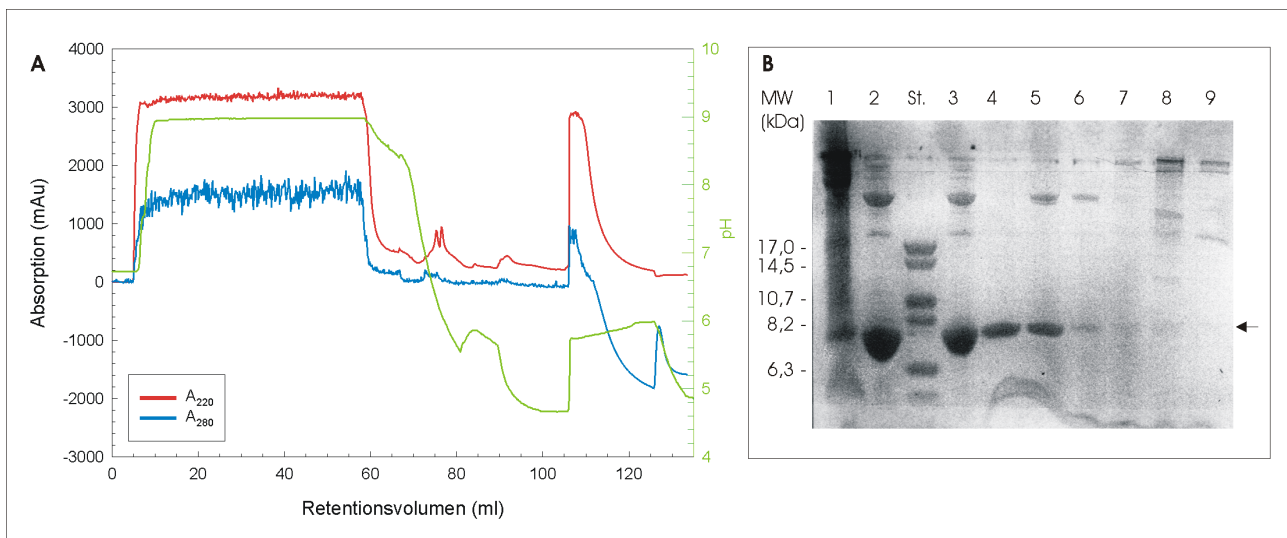 A
Absorption (mAu)
4000
3000
2000
1000
0
-1000
-2000
-3000
0 20 40 60 80 100 120
Retentionsvolumen (ml)
10
9
8
7
6
5
4
pH
A220
A280
B
MW 1 2 St. 3 4 5 6 7 8 9
(kDa)
17,0 -
14,5 -
10,7 -
8,2 -
6,3 -